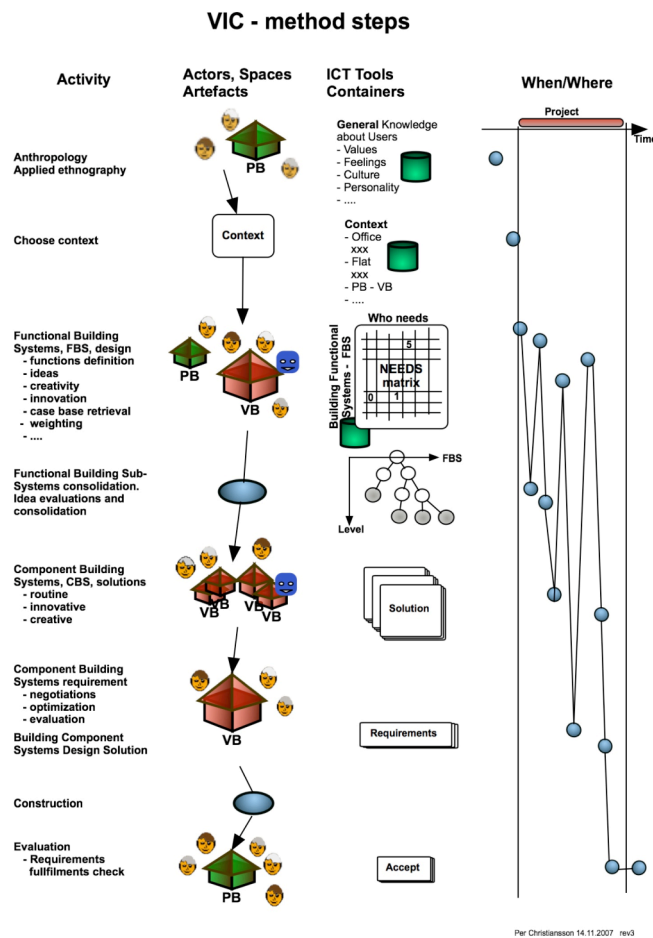 VIC - method steps
Activity
Actors, Spaces
Artefacts
ICT Tools
Containers
When/Where
Project
Time
Anthropology
Applied ethnography
PB
General Knowledge
about Users
- Values
- Feelings
- Culture
- Personality
- ....
Choose context
Context
Context
- Office
xxx
- Flat
xxx
- PB - VB
- ....
Functional Building
Systems, FBS, design
- functions definition
- ideas
- creativity
- innovation
- case base retrieval
- weighting
- ....
PB
VB
Who needs
Building Functional
Systems - FBS
5
NEEDS
matrix
0
1
Functional Building Sub-
Systems consolidation.
Idea evaluations and
consolidation
FBS
Level
Component Building
Systems, CBS, solutions
- routine
- innovative
- creative
VB
VB
VB
VB
Solution
Component Building
Systems requirement
- negotiations
- optimization
- evaluation
VB
Requirements
Building Component
Systems Design Solution
Construction
Evaluation
- Requirements
fullfilments check
PB
Accept
Per Christiansson 14.11.2007 rev3